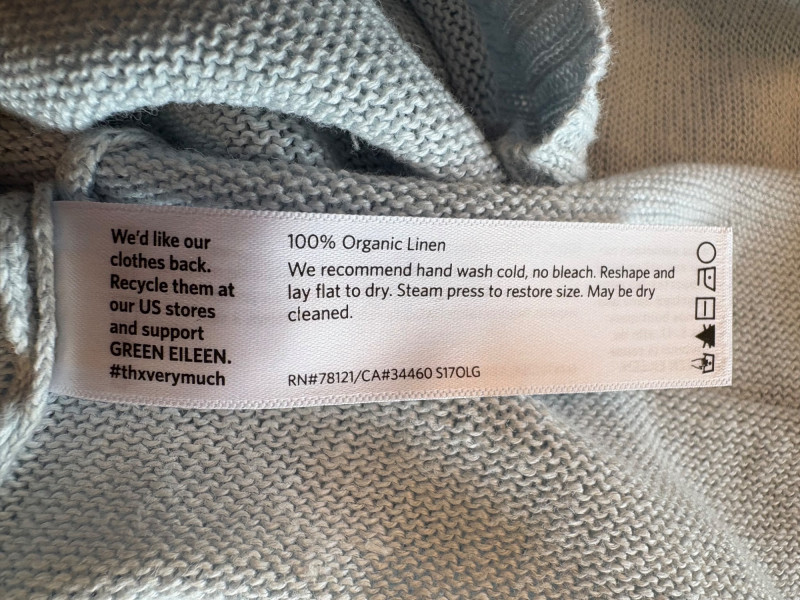 We'd like our
clothes back.
Recycle them at
our US stores
and support
GREEN EILEEN.
#thxverymuch
100% Organic Linen
We recommend hand wash cold, no bleach. Reshape and
lay flat to dry. Steam press to restore size. May be dry
cleaned.
RN#78121/CA#34460 S17OLG